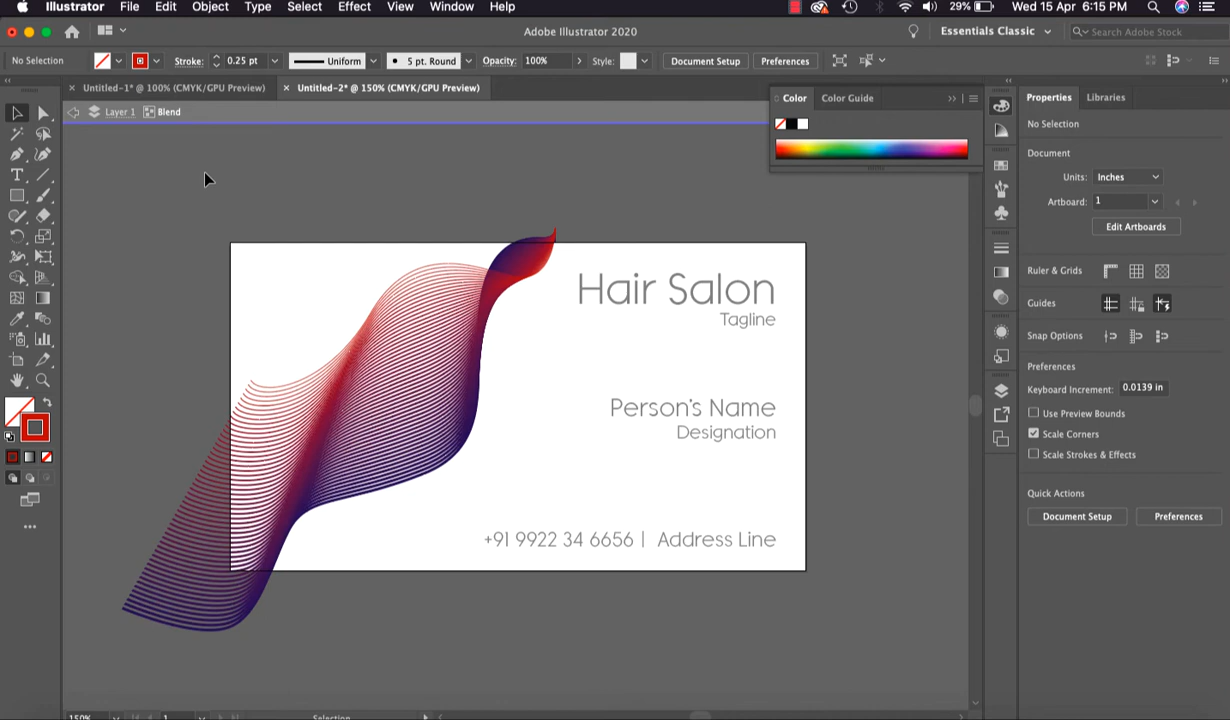 Illustrator File Edit Object Type Select Effect View Window Help 29% Wed 15 Apr 6:15 PM
Adobe Illustrator 2020 Essentials Classic Search Adobe Stock
No Selection Stroke: 0.25 pt Uniform 5 pt. Round Opacity: 100% Style: Document Setup Preferences
Untitled-1* @ 100% (CMYK/GPU Preview) Untitled-2* @ 150% (CMYK/GPU Preview)
Layer 1 Blend
Color Color Guide
Properties Libraries
No Selection
Document
Units: Inches
Artboard: 1
Edit Artboards
Ruler & Grids
Guides
Snap Options
Preferences
Keyboard Increment: 0.0139 in
Use Preview Bounds
Scale Corners
Scale Strokes & Effects
Quick Actions
Document Setup Preferences
Hair Salon
Tagline
Person's Name
Designation
+91 9922 34 6656 | Address Line
150% 1 Selection